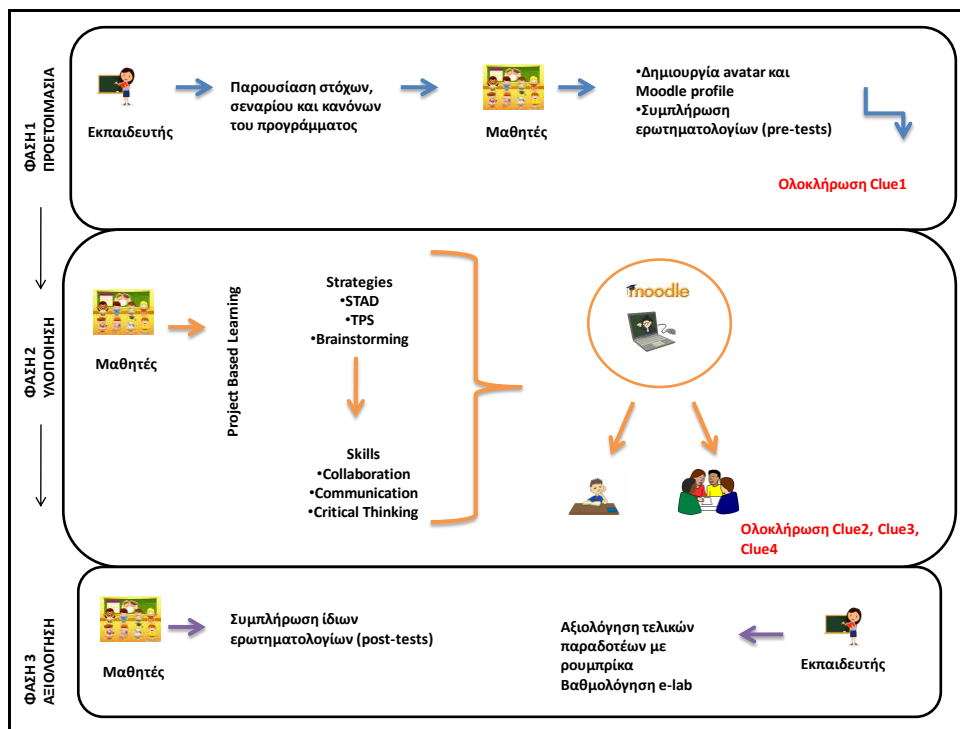 ΦΑΣΗ 1
ΠΡΟΕΤΟΙΜΑΣΙΑ
Εκπαιδευτής
Παρουσίαση στόχων,
σεναρίου και κανόνων
του προγράμματος
Μαθητές
•Δημιουργία avatar και
Moodle profile
•Συμπλήρωση
ερωτηματολογίων (pre-tests)
Ολοκλήρωση Clue1
ΦΑΣΗ 2
ΥΛΟΠΟΙΗΣΗ
Μαθητές
Project Based Learning
Strategies
•STAD
•TPS
•Brainstorming
Skills
•Collaboration
•Communication
•Critical Thinking
moodle
Ολοκλήρωση Clue2, Clue3,
Clue4
ΦΑΣΗ 3
ΑΞΙΟΛΟΓΗΣΗ
Μαθητές
Συμπλήρωση ίδιων
ερωτηματολογίων (post-tests)
Αξιολόγηση τελικών
παραδοτέων με
ρουμπρίκα
Βαθμολόγηση e-lab
Εκπαιδευτής